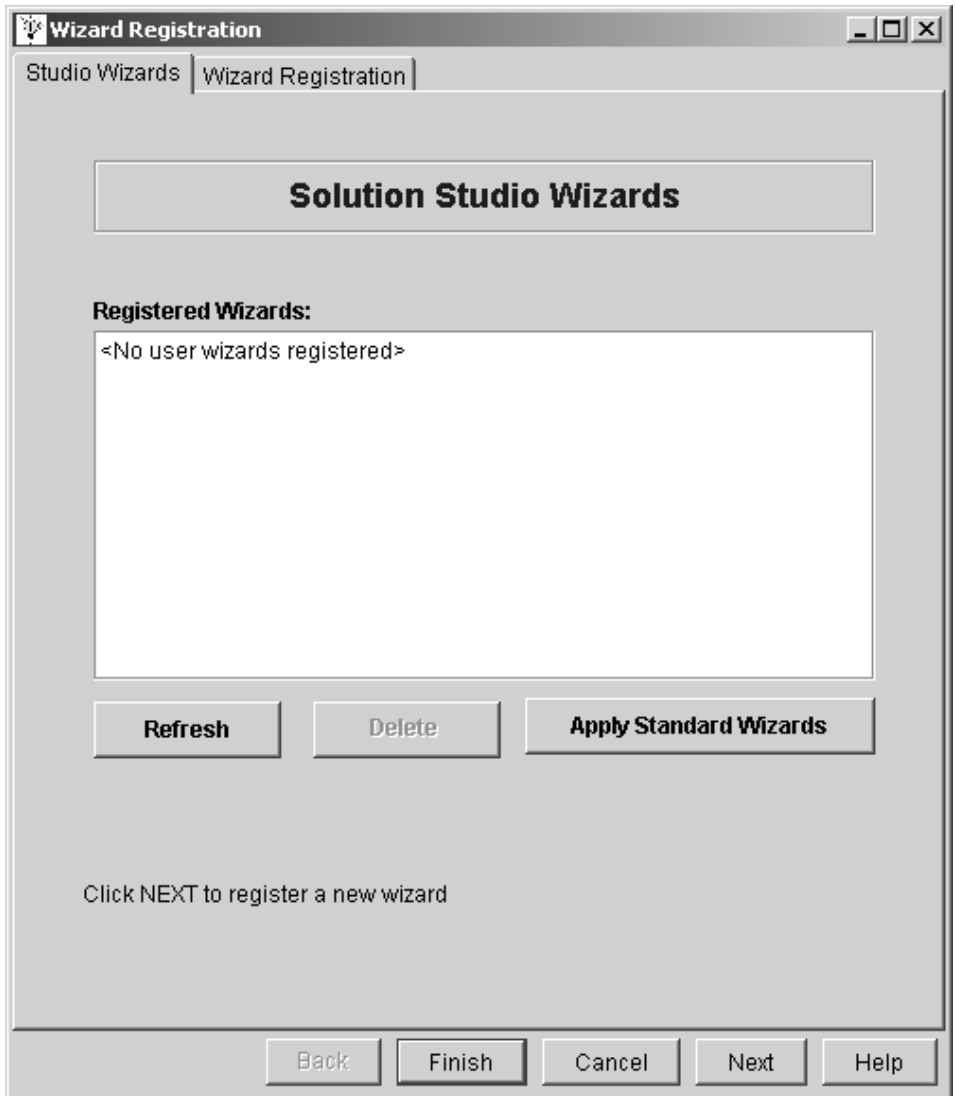 Wizard Registration
Studio Wizards
Wizard Registration
Solution Studio Wizards
Registered Wizards:
<No user wizards registered>
Refresh
Delete
Apply Standard Wizards
Click NEXT to register a new wizard
Back
Finish
Cancel
Next
Help